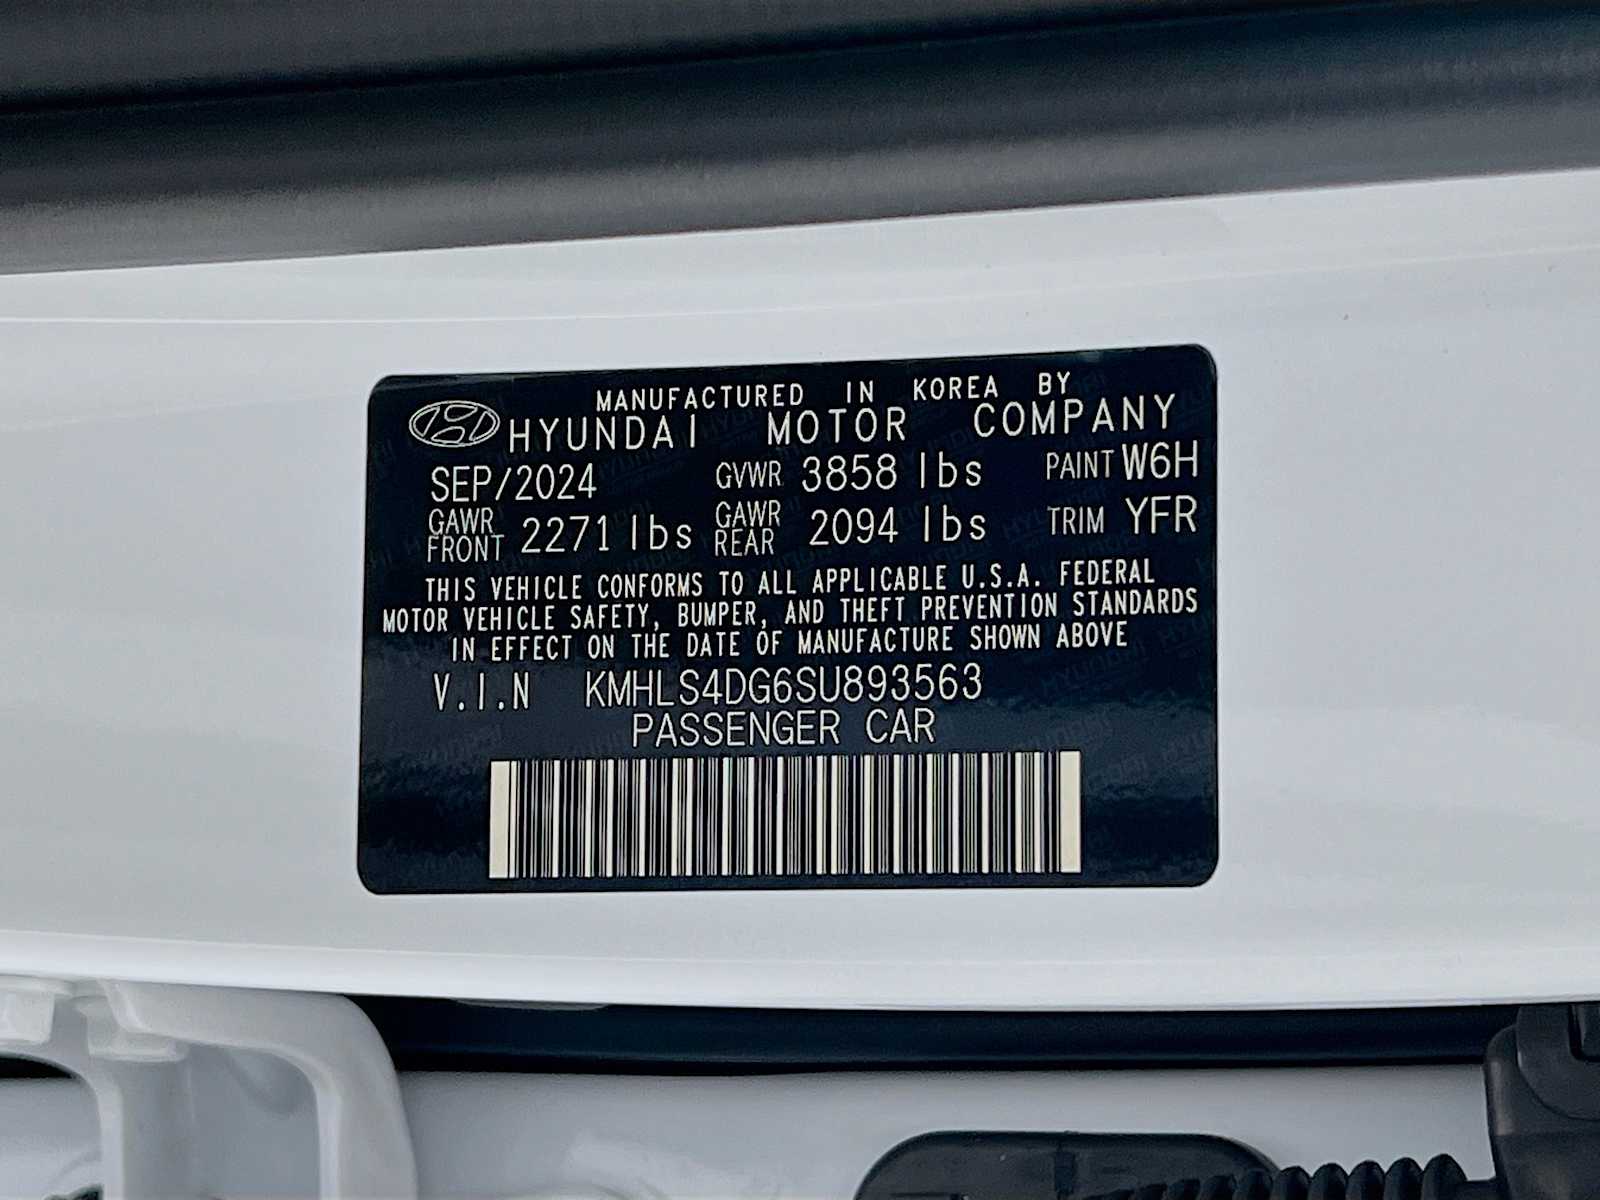 MANUFACTURED IN KOREA BY
HYUNDAI MOTOR COMPANY
SEP/2024 GVWR 3858 lbs PAINT W6H
GAWR FRONT 2271 lbs GAWR REAR 2094 lbs TRIM YFR
THIS VEHICLE CONFORMS TO ALL APPLICABLE U.S.A. FEDERAL
MOTOR VEHICLE SAFETY, BUMPER, AND THEFT PREVENTION STANDARDS
IN EFFECT ON THE DATE OF MANUFACTURE SHOWN ABOVE
V.I.N KMHLS4DG6SU893563
PASSENGER CAR